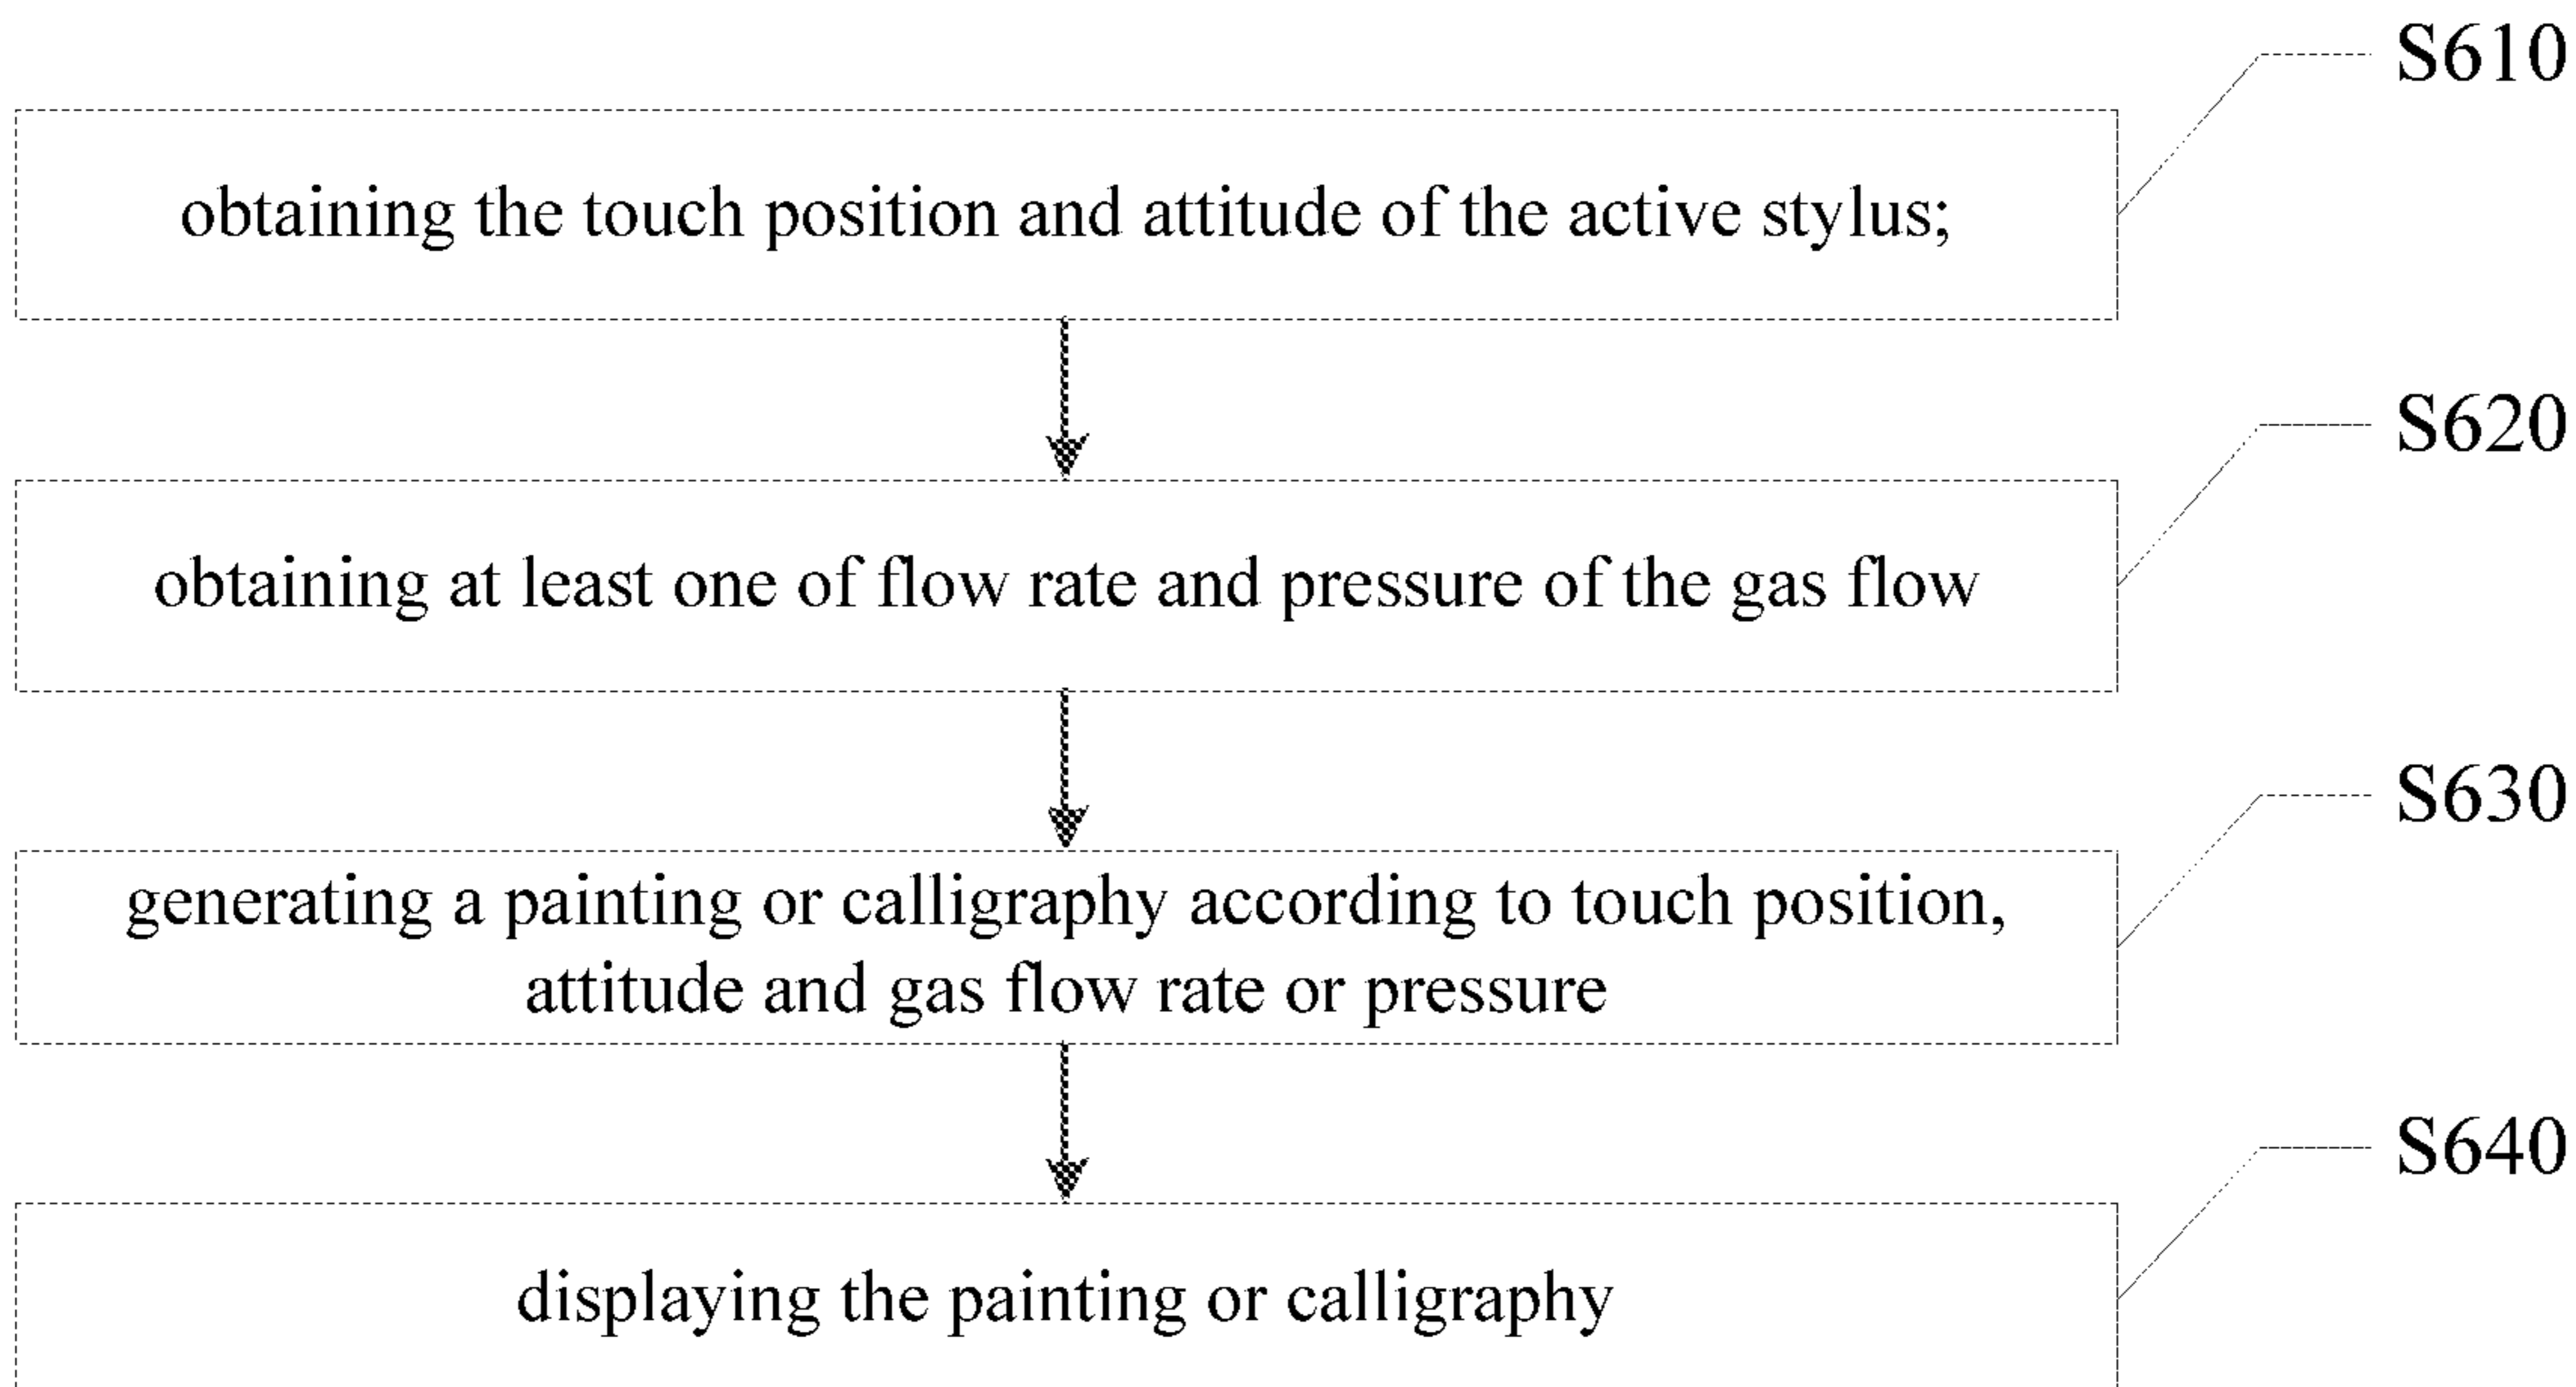 S610
obtaining the touch position and attitude of the active stylus;
S620
obtaining at least one of flow rate and pressure of the gas flow
S630
generating a painting or calligraphy according to touch position,
attitude and gas flow rate or pressure
S640
displaying the painting or calligraphy